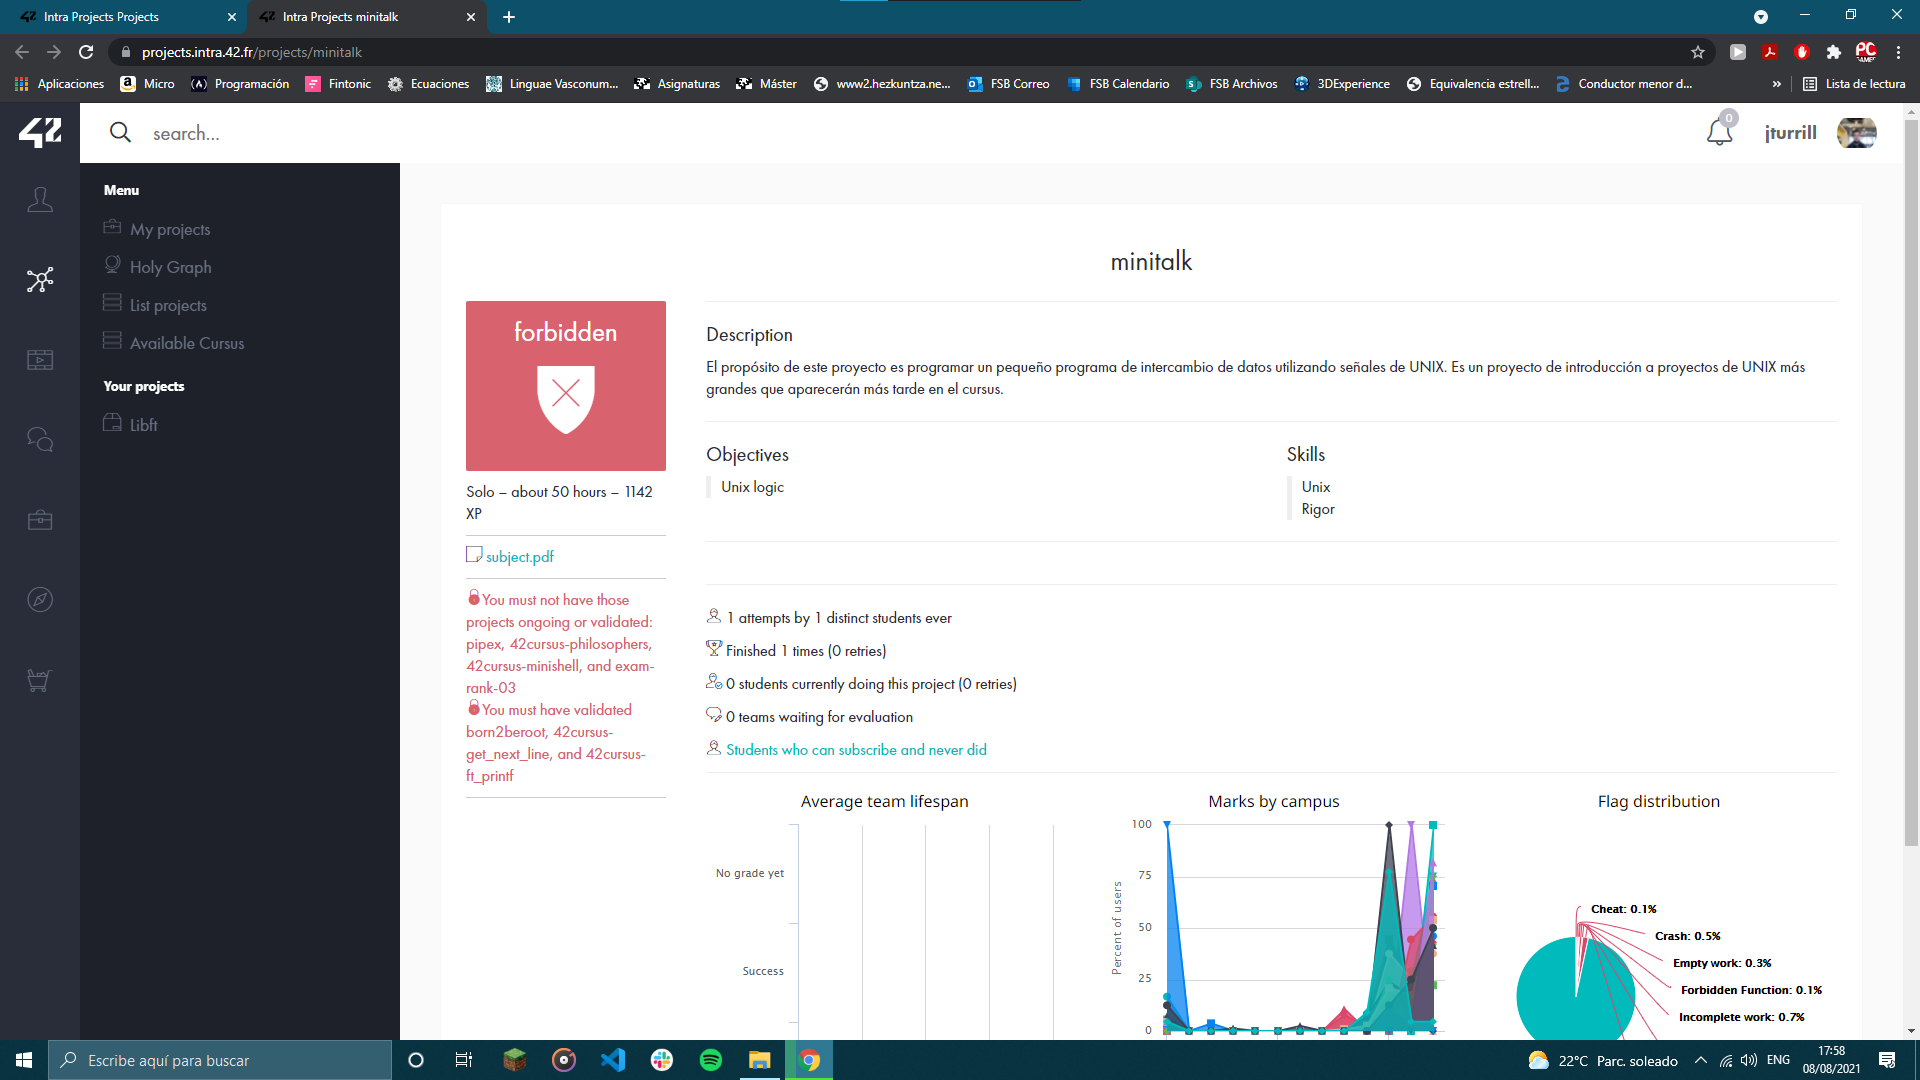 Intra Projects Projects
Intra Projects minitalk
projects.intra.42.fr/projects/minitalk
Aplicaciones
Micro
Programación
Fintonic
Ecuaciones
Linguae Vasconum...
Asignaturas
Máster
www2.hezkuntza.ne...
FSB Correo
FSB Calendario
FSB Archivos
3DExperience
Equivalencia estrell...
Conductor menor d...
»
Lista de lectura
42
search...
0
jturrill
Menu
My projects
Holy Graph
List projects
Available Cursus
Your projects
Libft
minitalk
forbidden
Solo – about 50 hours – 1142
XP
subject.pdf
You must not have those
projects ongoing or validated:
pipex, 42cursus-philosophers,
42cursus-minishell, and exam-
rank-03
You must have validated
born2beroot, 42cursus-
get_next_line, and 42cursus-
ft_printf
Description
El propósito de este proyecto es programar un pequeño programa de intercambio de datos utilizando señales de UNIX. Es un proyecto de introducción a proyectos de UNIX más
grandes que aparecerán más tarde en el cursus.
Objectives
Unix logic
Skills
Unix
Rigor
1 attempts by 1 distinct students ever
Finished 1 times (0 retries)
0 students currently doing this project (0 retries)
0 teams waiting for evaluation
Students who can subscribe and never did
Average team lifespan
No grade yet
Success
Marks by campus
Percent of users
100
75
50
25
0
Flag distribution
Cheat: 0.1%
Crash: 0.5%
Empty work: 0.3%
Forbidden Function: 0.1%
Incomplete work: 0.7%
Escribe aquí para buscar
22°C Parc. soleado
ENG
17:58
08/08/2021